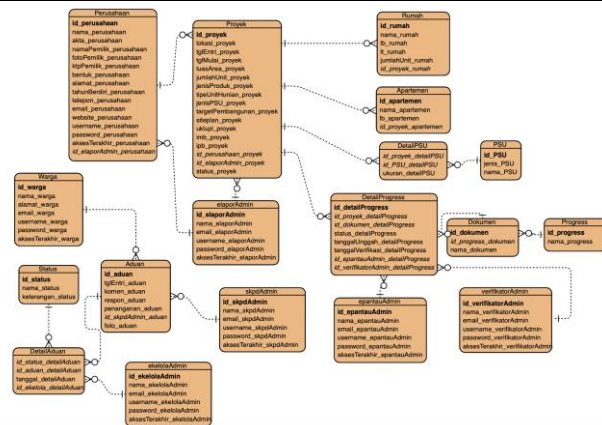 Perusahaan
id_perusahaan
nama_perusahaan
akta_perusahaan
namaPemilik_perusahaan
fotoPemilik_perusahaan
ktpPemilik_perusahaan
bentuk_perusahaan
alamat_perusahaan
tahunBerdiri_perusahaan
telepon_perusahaan
email_perusahaan
website_perusahaan
username_perusahaan
password_perusahaan
aksesTerakhir_perusahaan
id_elaporAdmin_perusahaan
Proyek
id_proyek
lokasi_proyek
tglEntri_proyek
tglMulai_proyek
luasArea_proyek
jumlahUnit_proyek
jenisProduk_proyek
tipeUnitHunian_proyek
jenisPSU_proyek
targetPembangunan_proyek
siteplan_proyek
uklupl_proyek
imb_proyek
ipb_proyek
id_perusahaan_proyek
id_elaporAdmin_proyek
status_proyek
Rumah
id_rumah
nama_rumah
lb_rumah
lt_rumah
jumlahUnit_rumah
id_proyek_rumah
Apartemen
id_apartemen
nama_apartemen
lb_apartemen
id_proyek_apartemen
DetailPSU
id_proyek_detailPSU
id_PSU_detailPSU
ukuran_detailPSU
PSU
id_PSU
jenis_PSU
nama_PSU
Warga
id_warga
nama_warga
alamat_warga
email_warga
username_warga
password_warga
aksesTerakhir_warga
elaporAdmin
id_elaporAdmin
nama_elaporAdmin
email_elaporAdmin
username_elaporAdmin
password_elaporAdmin
aksesTerakhir_elaporAdmin
DetailProgress
id_detailProgress
id_proyek_detailProgress
id_dokumen_detailProgress
status_detailProgress
tanggalUnggah_detailProgress
tanggalVerifikasi_detailProgress
id_epantauAdmin_detailProgress
id_verifikatorAdmin_detailProgress
Dokumen
id_dokumen
id_progress_dokumen
nama_dokumen
Progress
id_progress
nama_progress
Status
id_status
nama_status
keterangan_status
Aduan
id_aduan
tglEntri_aduan
komen_aduan
respon_aduan
penanganan_aduan
id_skpdAdmin_aduan
foto_aduan
skpdAdmin
id_skpdAdmin
nama_skpdAdmin
email_skpdAdmin
username_skpdAdmin
password_skpdAdmin
aksesTerakhir_skpdAdmin
epantauAdmin
id_epantauAdmin
nama_epantauAdmin
email_epantauAdmin
username_epantauAdmin
password_epantauAdmin
aksesTerakhir_epantauAdmin
verifikatorAdmin
id_verifikatorAdmin
nama_verifikatorAdmin
email_verifikatorAdmin
username_verifikatorAdmin
password_verifikatorAdmin
aksesTerakhir_verifikatorAdmin
DetailAduan
id_status_detailAduan
id_aduan_detailAduan
tanggal_detailAduan
id_ekelola_detailAduan
ekelolaAdmin
id_ekelolaAdmin
nama_ekelolaAdmin
email_ekelolaAdmin
username_ekelolaAdmin
password_ekelolaAdmin
aksesTerakhir_ekelolaAdmin